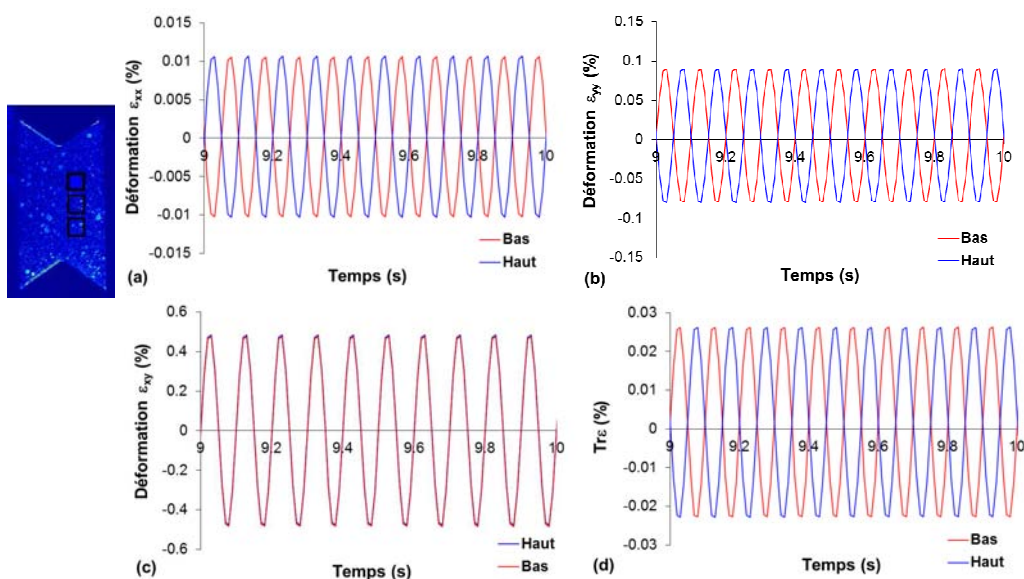 0.015
0.01
0.005
0
-0.005
-0.01
-0.015
9 9.2 9.4 9.6 9.8 10
Déformation εxx (%)
Temps (s)
Bas
Haut
(a)
0.15
0.1
0.05
0
-0.05
-0.1
-0.15
9 9.2 9.4 9.6 9.8 10
Déformation εyy (%)
Temps (s)
Bas
Haut
(b)
0.6
0.4
0.2
0
-0.2
-0.4
-0.6
9 9.2 9.4 9.6 9.8 10
Déformation εxy (%)
Temps (s)
Haut
Bas
(c)
0.03
0.02
0.01
0
-0.01
-0.02
-0.03
9 9.2 9.4 9.6 9.8 10
Trε (%)
Temps (s)
Bas
Haut
(d)